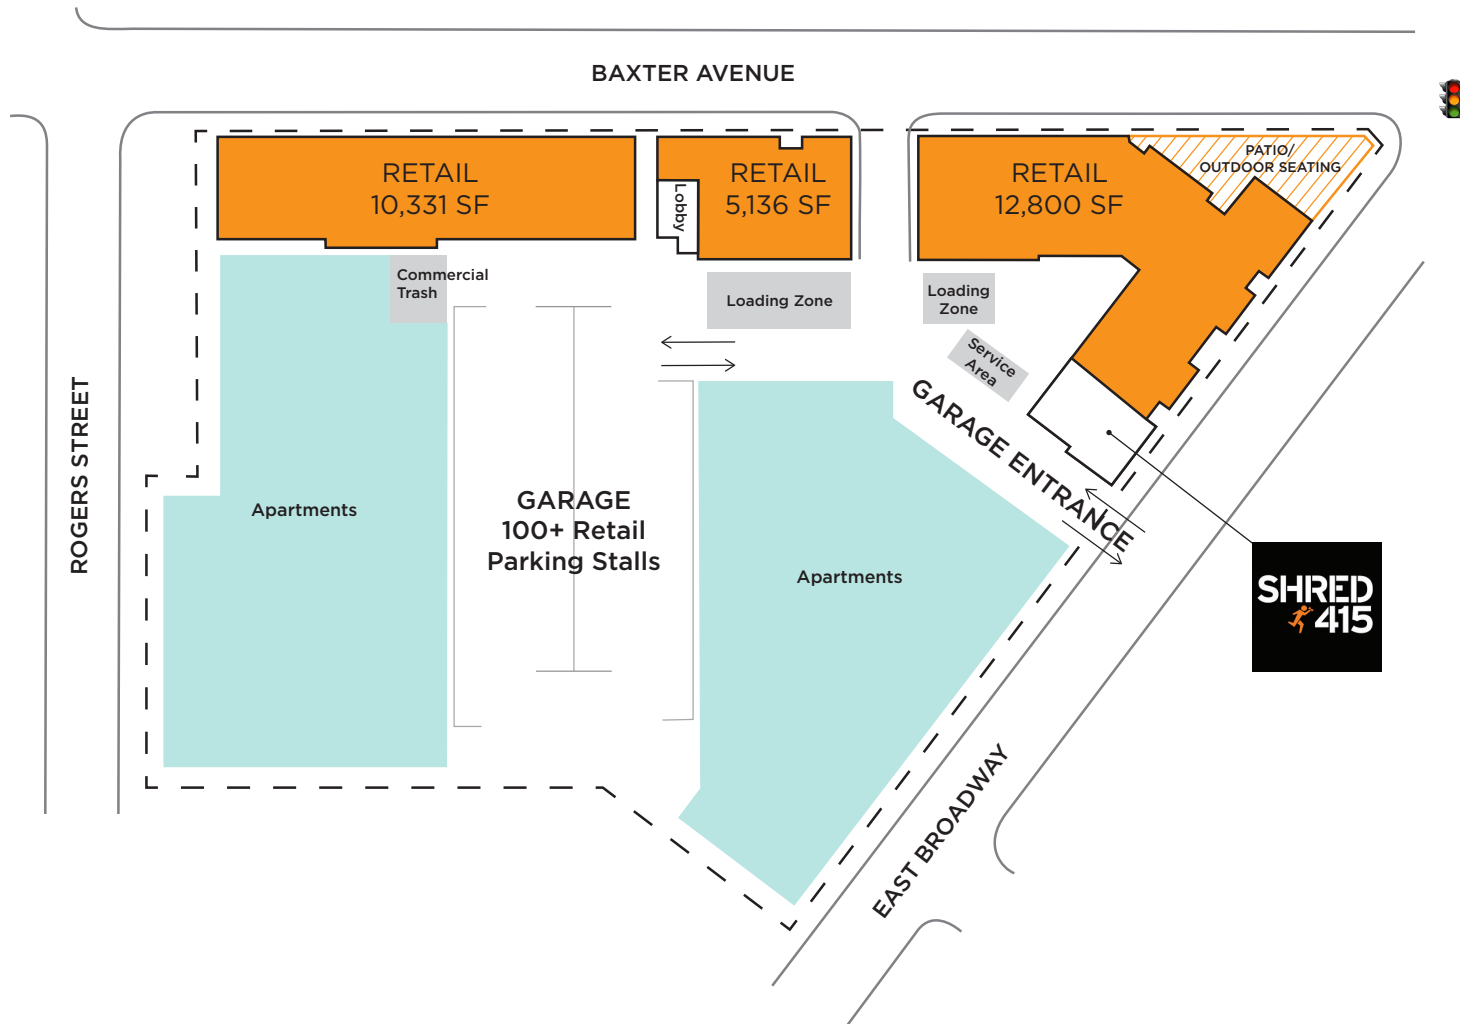 BAXTER AVENUE
RETAIL
10,331 SF
Lobby
RETAIL
5,136 SF
RETAIL
12,800 SF
PATIO/
OUTDOOR SEATING
Commercial
Trash
Loading Zone
Loading
Zone
Service
Area
GARAGE ENTRANCE
ROGERS STREET
Apartments
GARAGE
100+ Retail
Parking Stalls
Apartments
SHRED
415
EAST BROADWAY